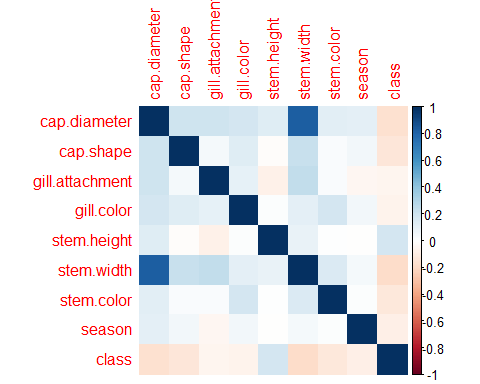 cap.diameter
cap.shape
gill.attachment
gill.color
stem.height
stem.width
stem.color
season
class
cap.diameter
cap.shape
gill.attachment
gill.color
stem.height
stem.width
stem.color
season
class
1
0.8
0.6
0.4
0.2
0
-0.2
-0.4
-0.6
-0.8
-1